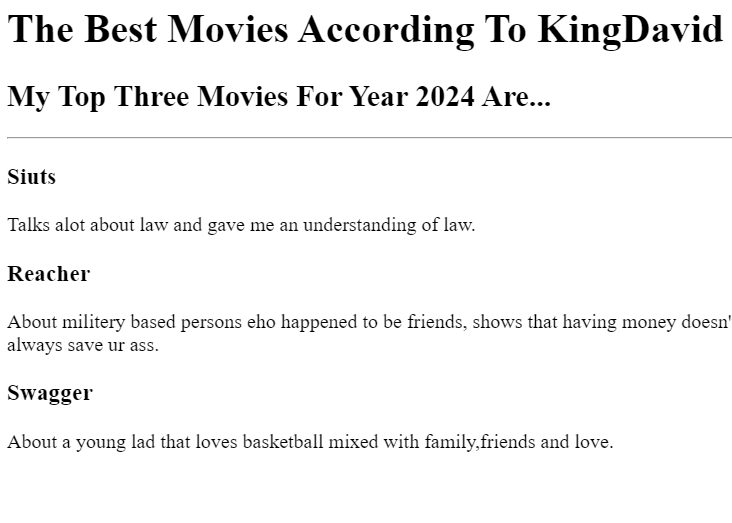 The Best Movies According To KingDavid
My Top Three Movies For Year 2024 Are...
Siuts
Talks alot about law and gave me an understanding of law.
Reacher
About militery based persons eho happened to be friends, shows that having money doesn'
always save ur ass.
Swagger
About a young lad that loves basketball mixed with family,friends and love.